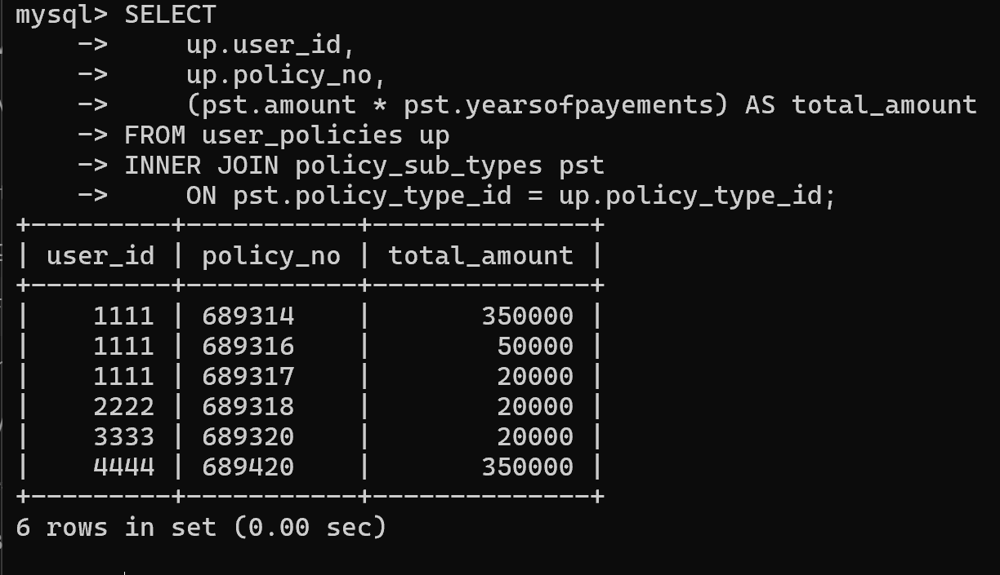 mysql> SELECT
    ->     up.user_id,
    ->     up.policy_no,
    ->     (pst.amount * pst.yearsofpayements) AS total_amount
    -> FROM user_policies up
    -> INNER JOIN policy_sub_types pst
    ->     ON pst.policy_type_id = up.policy_type_id;
+---------+-----------+--------------+
| user_id | policy_no | total_amount |
+---------+-----------+--------------+
|    1111 | 689314    |       350000 |
|    1111 | 689316    |        50000 |
|    1111 | 689317    |        20000 |
|    2222 | 689318    |        20000 |
|    3333 | 689320    |        20000 |
|    4444 | 689420    |       350000 |
+---------+-----------+--------------+
6 rows in set (0.00 sec)